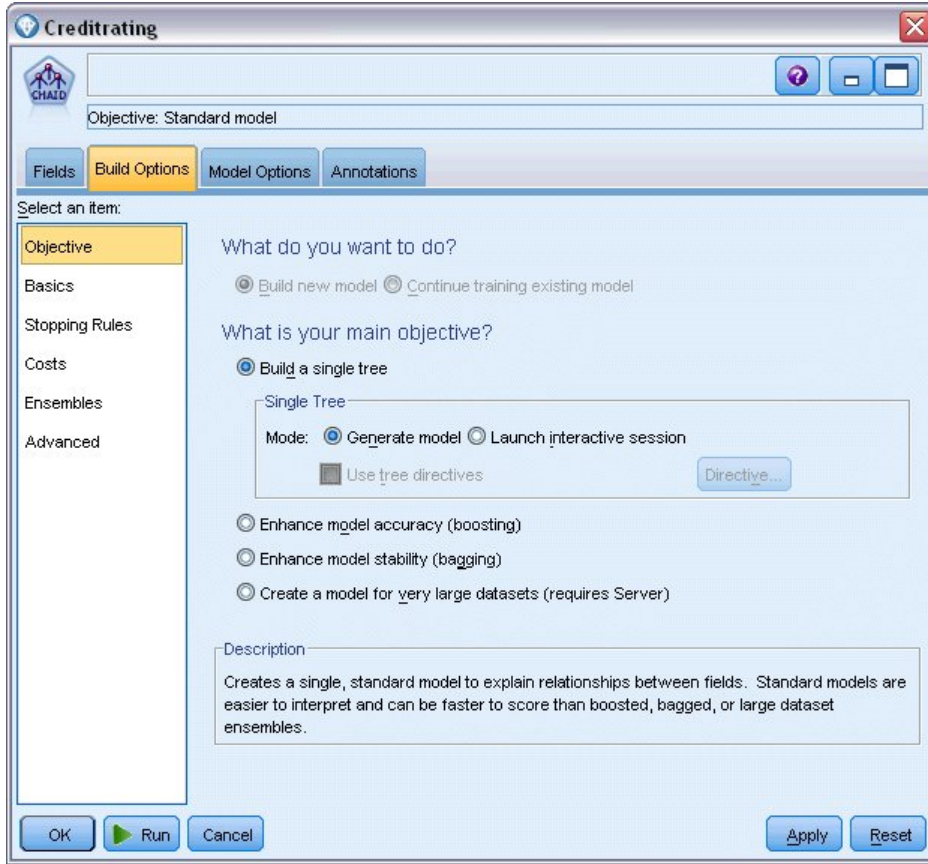 Creditrating
CHAID
Objective: Standard model
Fields Build Options Model Options Annotations
Select an item:
Objective
Basics
Stopping Rules
Costs
Ensembles
Advanced
What do you want to do?
Build new model Continue training existing model
What is your main objective?
Build a single tree
Single Tree
Mode: Generate model Launch interactive session
Use tree directives Directive...
Enhance model accuracy (boosting)
Enhance model stability (bagging)
Create a model for very large datasets (requires Server)
Description
Creates a single, standard model to explain relationships between fields. Standard models are
easier to interpret and can be faster to score than boosted, bagged, or large dataset
ensembles.
OK Run Cancel Apply Reset